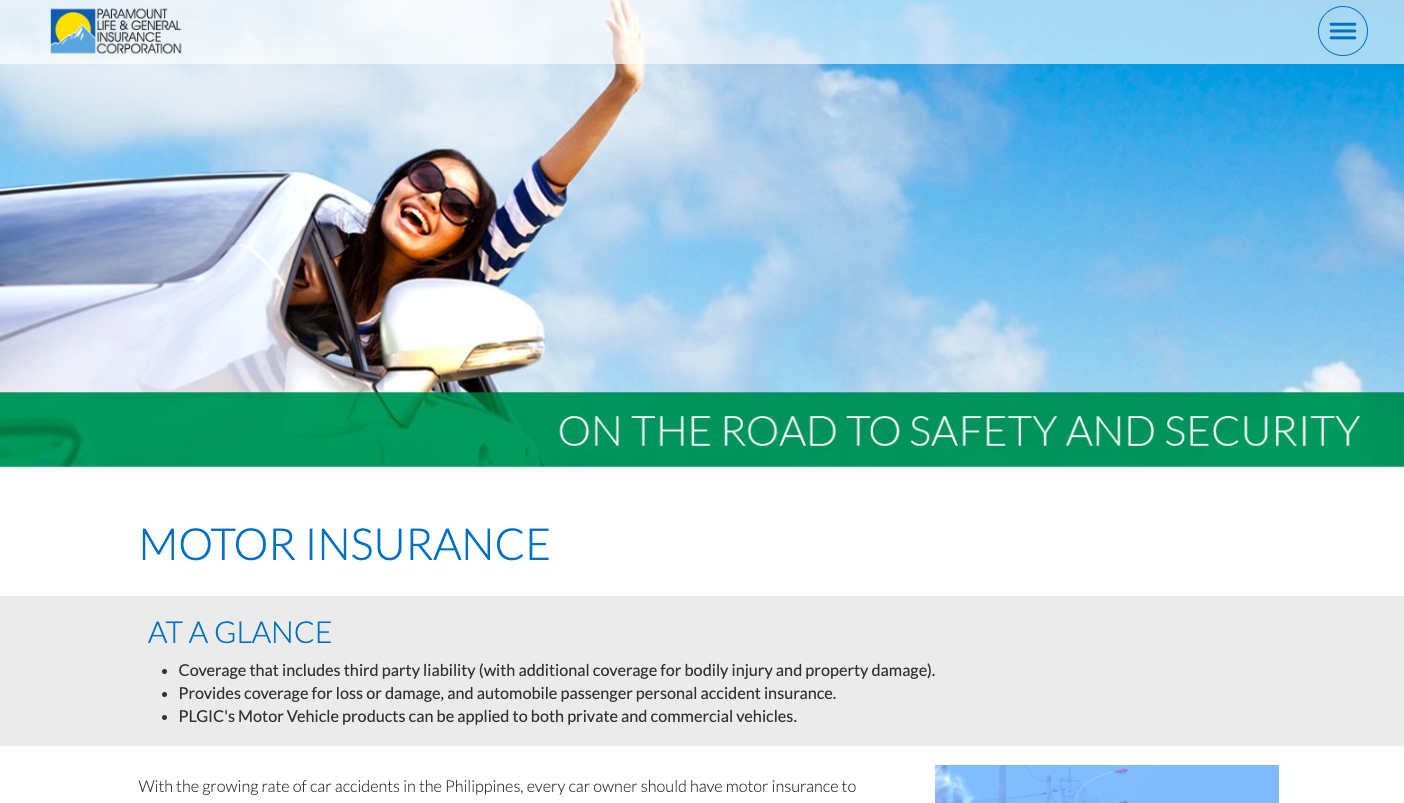 PARAMOUNT
LIFE & GENERAL
INSURANCE
CORPORATION
ON THE ROAD TO SAFETY AND SECURITY
MOTOR INSURANCE
AT A GLANCE
Coverage that includes third party liability (with additional coverage for bodily injury and property damage).
Provides coverage for loss or damage, and automobile passenger personal accident insurance.
PLGIC's Motor Vehicle products can be applied to both private and commercial vehicles.
With the growing rate of car accidents in the Philippines, every car owner should have motor insurance to